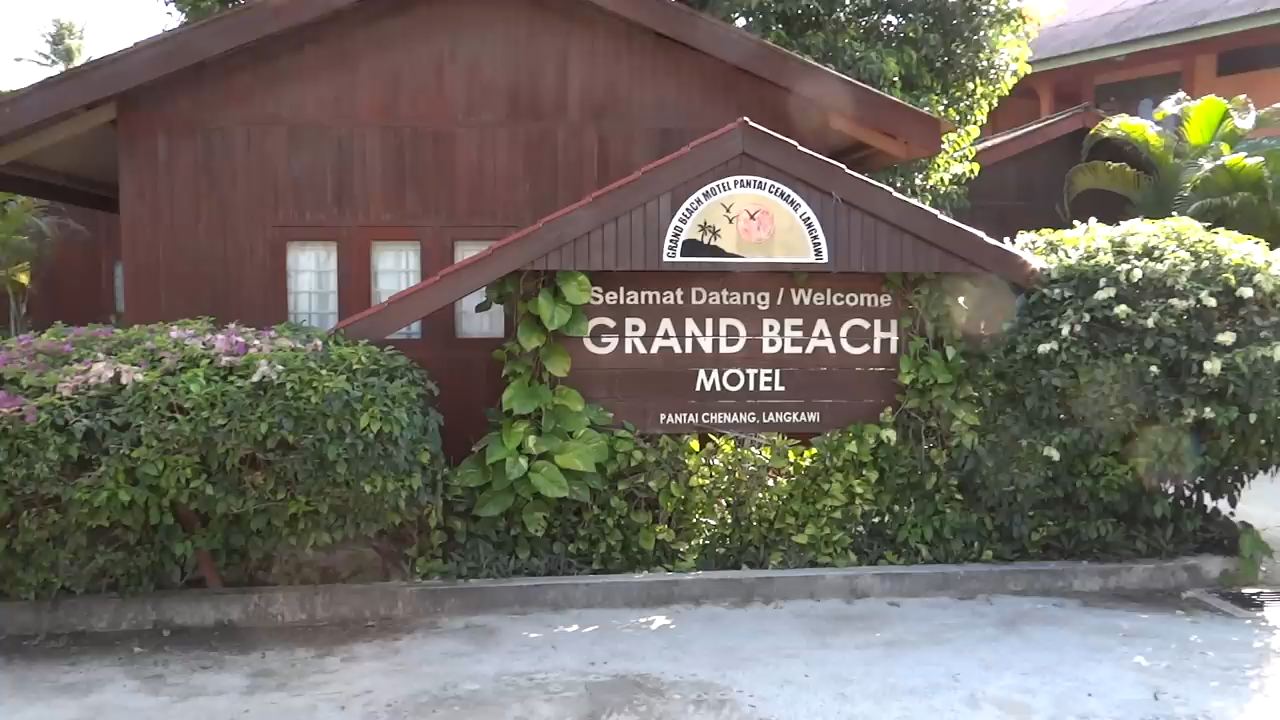 GRAND BEACH MOTEL PANTAI CENANG, LANGKAWI
Selamat Datang / Welcome
GRAND BEACH
MOTEL
PANTAI CHENANG, LANGKAWI